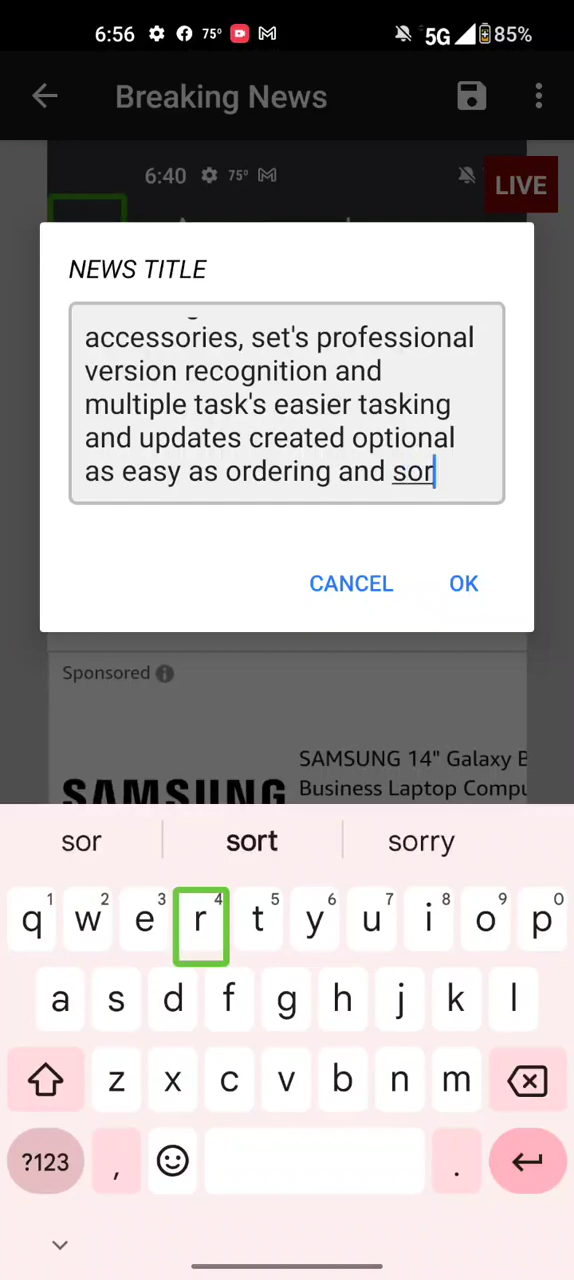 6:56 75° 5G 85%
Breaking News
6:40 75°
LIVE
NEWS TITLE
accessories, set's professional
version recognition and
multiple task's easier tasking
and updates created optional
as easy as ordering and sor
CANCEL OK
Sponsored
SAMSUNG 14" Galaxy B
Business Laptop Compu
SAMSUNG
sor sort sorry
1 2 3 4 5 6 7 8 9 0
q w e r t y u i o p
a s d f g h j k l
z x c v b n m
?123 , .